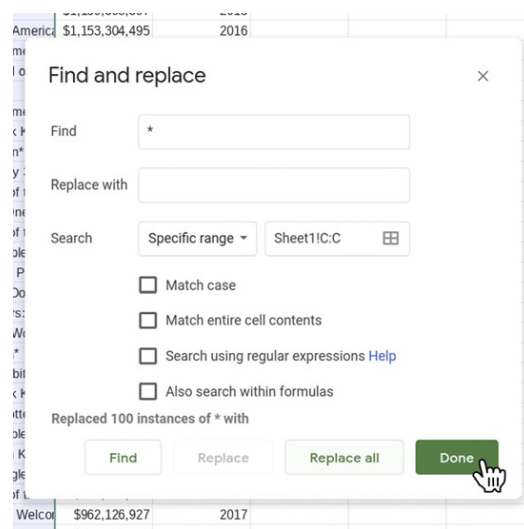 America $1,153,304,495 2016
Find and replace
Find *
Replace with
Search Specific range Sheet1!C:C
Match case
Match entire cell contents
Search using regular expressions Help
Also search within formulas
Replaced 100 instances of * with
Find Replace Replace all Done
Welcom $962,126,927 2017